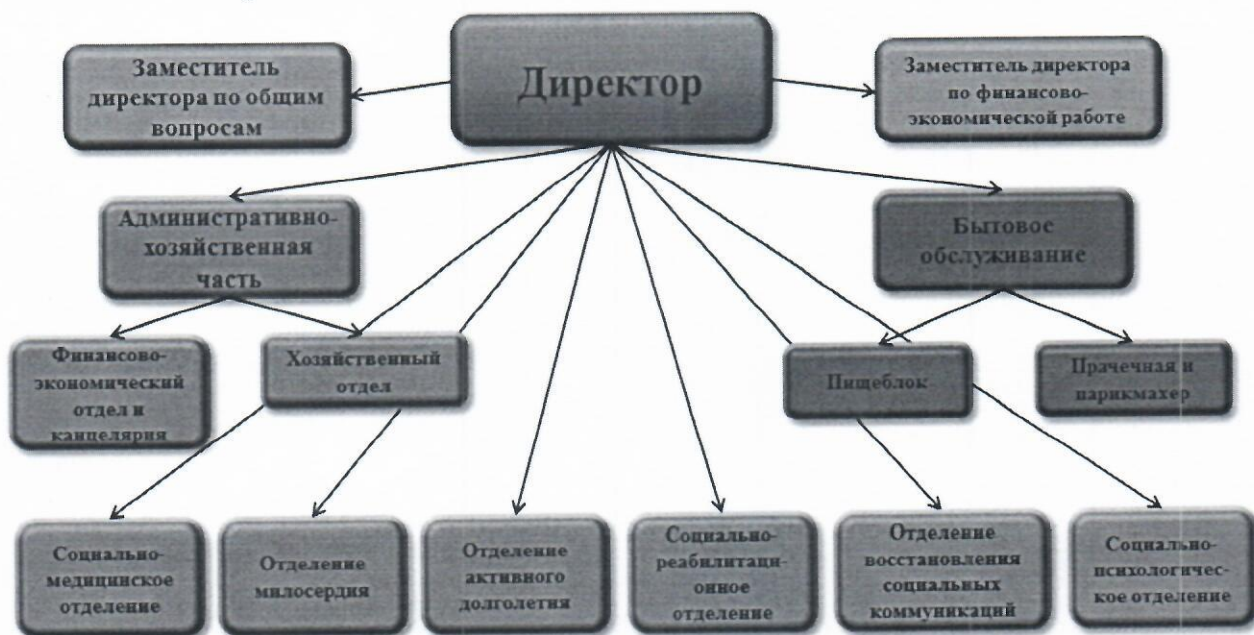 Заместитель
директора по общим
вопросам
Директор
Заместитель директора
по финансово-
экономической работе
Административно-
хозяйственная
часть
Бытовое
обслуживание
Финансово-
экономический
отдел и
канцелярия
Хозяйственный
отдел
Пищеблок
Прачечная и
парикмахер
Социально-
медицинское
отделение
Отделение
милосердия
Отделение
активного
долголетия
Социально-
реабилитаци-
онное
отделение
Отделение
восстановления
социальных
коммуникаций
Социально-
психологичес-
кое отделение